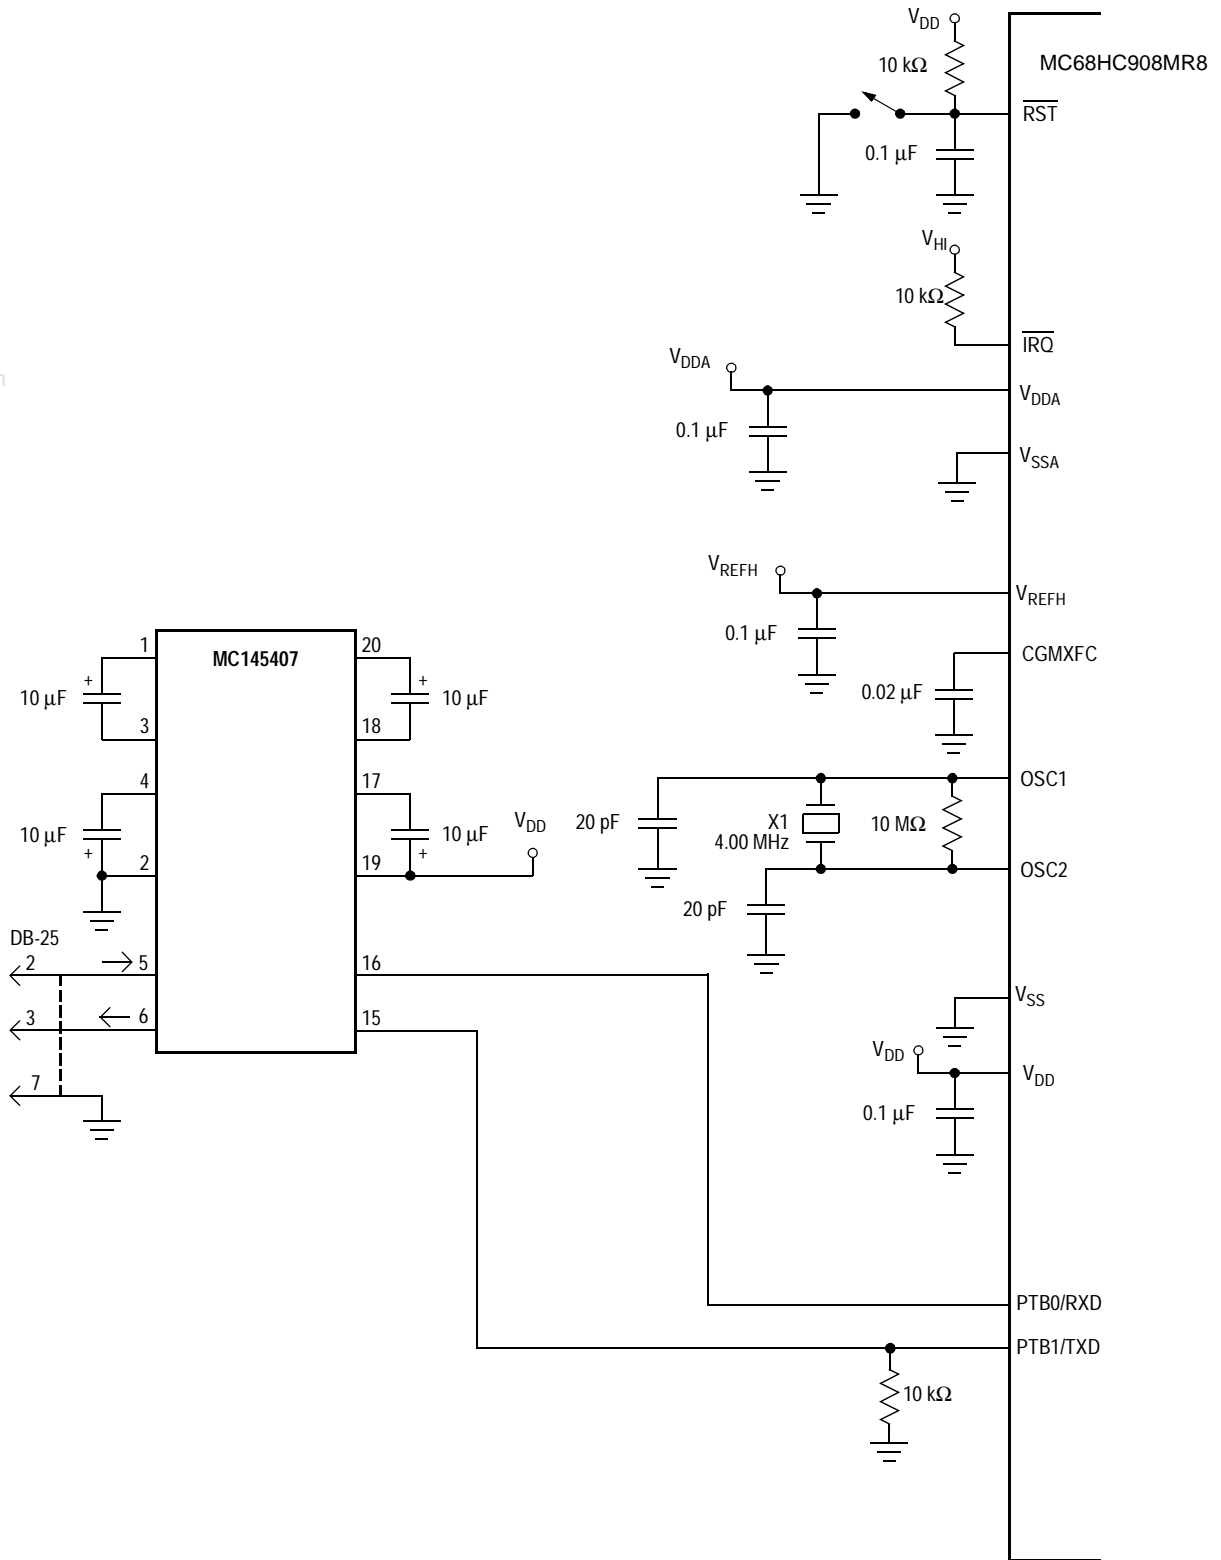 V_DD
MC68HC908MR8
10 kΩ
RST
0.1 µF
V_HI
10 kΩ
IRQ
V_DDA
V_DDA
0.1 µF
V_SSA
V_REFH
V_REFH
0.1 µF
CGMXFC
0.02 µF
MC145407
1
20
+
10 µF
+
10 µF
3
18
4
17
10 µF
+
10 µF
+
V_DD
2
19
OSC1
20 pF
X1
4.00 MHz
10 MΩ
OSC2
20 pF
DB-25
2
5
16
3
6
15
7
V_SS
V_DD
V_DD
0.1 µF
PTB0/RXD
PTB1/TXD
10 kΩ